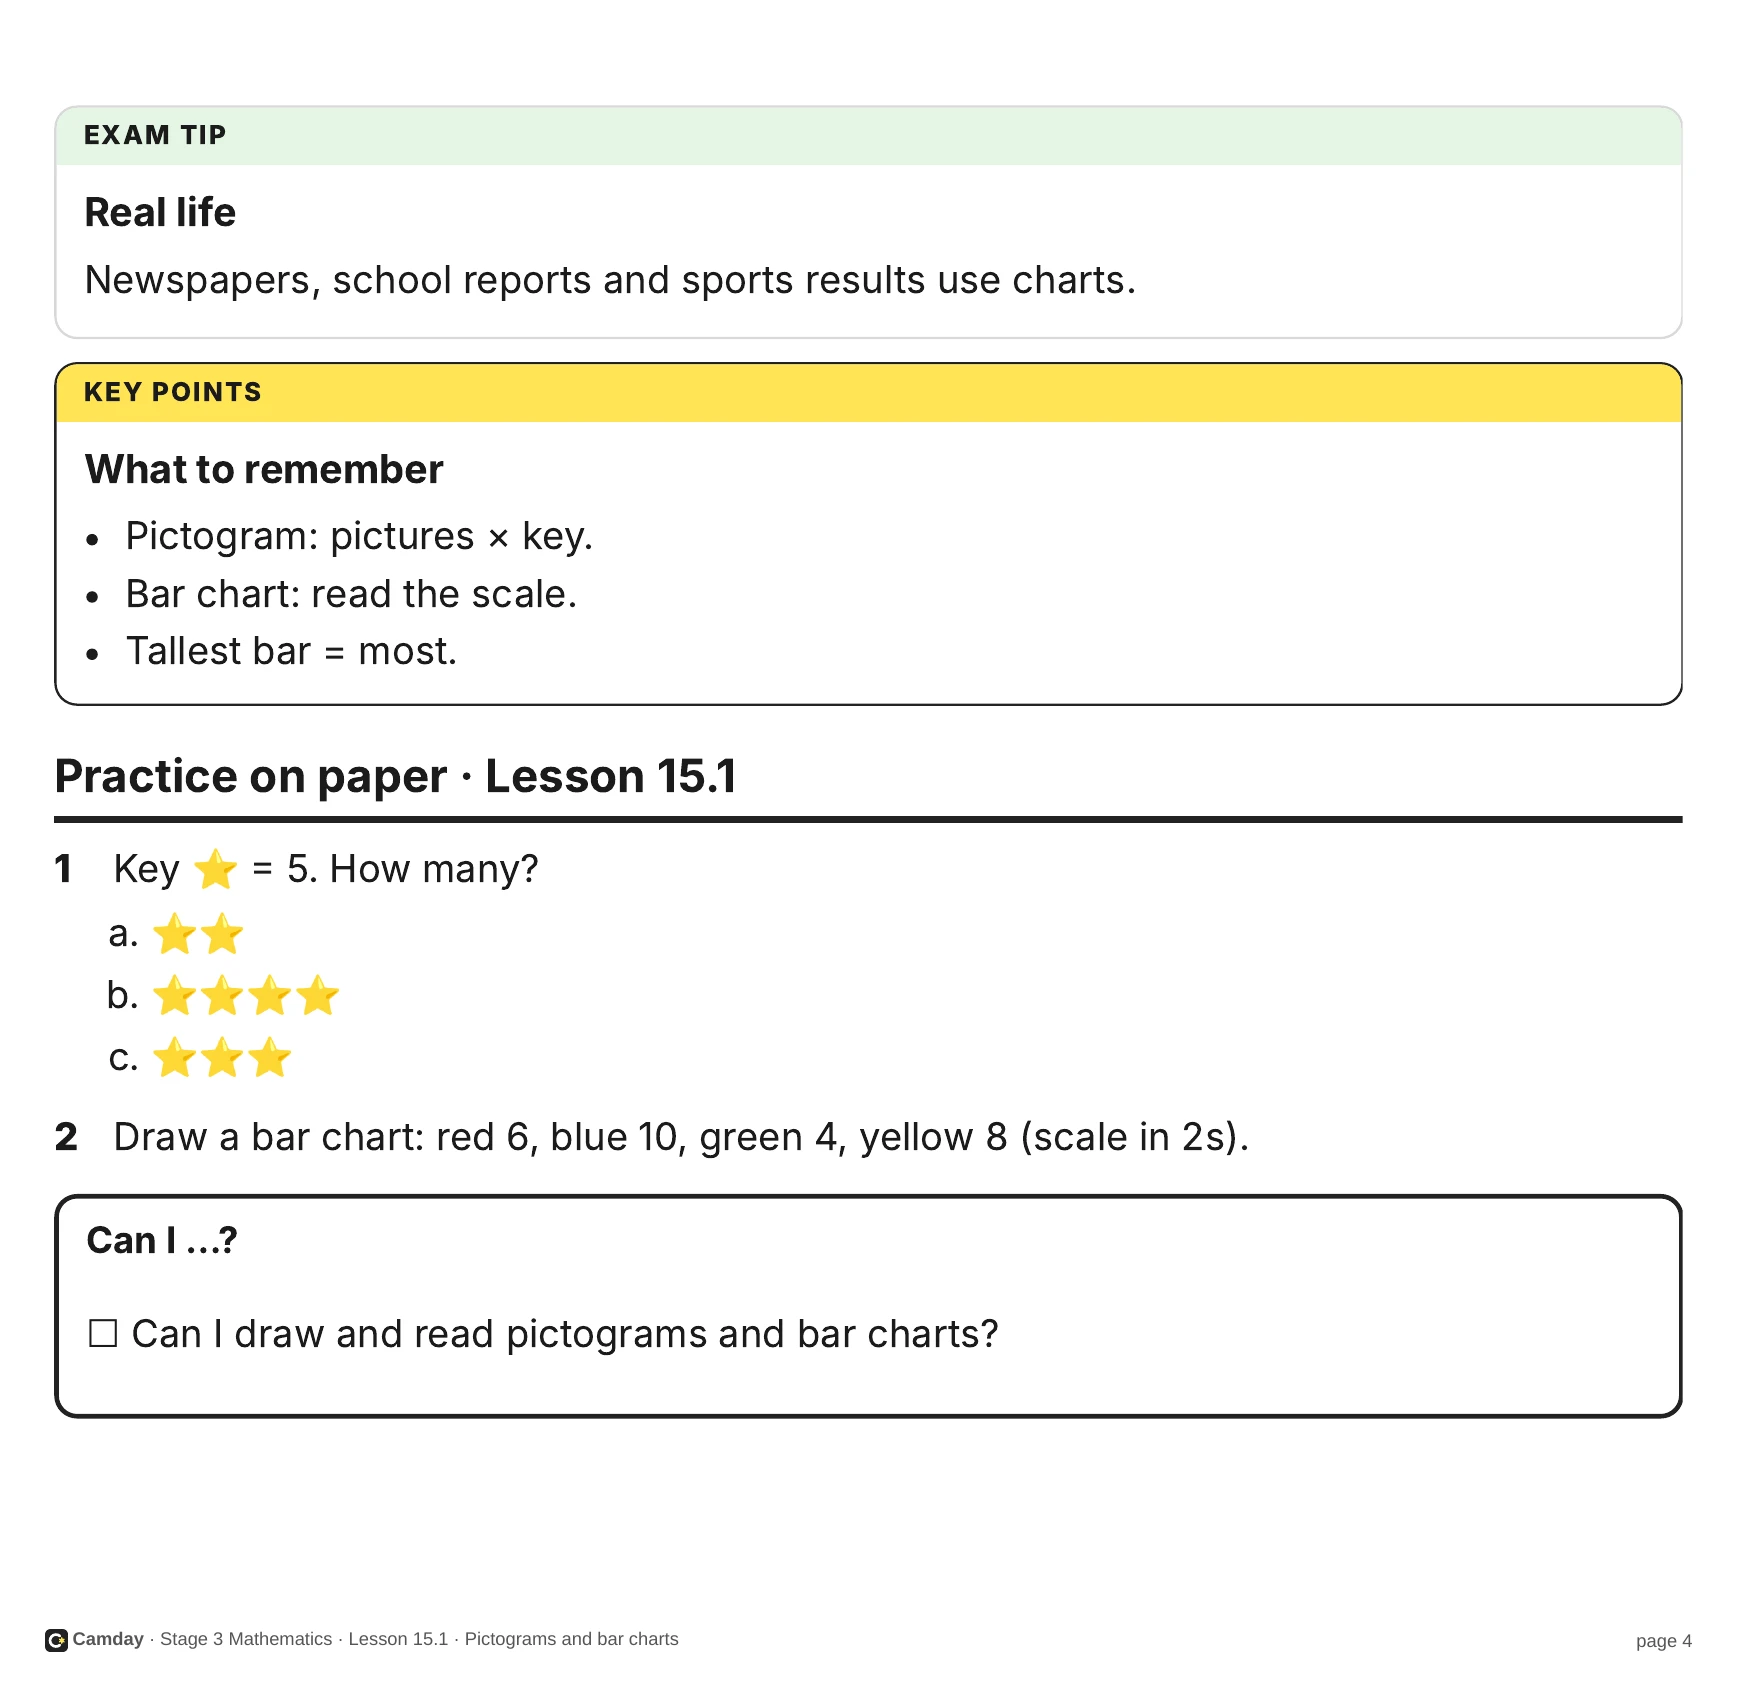 EXAM TIP
Real life
Newspapers, school reports and sports results use charts.
KEY POINTS
What to remember
• Pictogram: pictures × key.
• Bar chart: read the scale.
• Tallest bar = most.
Practice on paper · Lesson 15.1
1 Key ⭐ = 5. How many?
a. ⭐⭐
b. ⭐⭐⭐⭐
c. ⭐⭐⭐
2 Draw a bar chart: red 6, blue 10, green 4, yellow 8 (scale in 2s).
Can I …?
☐ Can I draw and read pictograms and bar charts?
Camday · Stage 3 Mathematics · Lesson 15.1 · Pictograms and bar charts
page 4